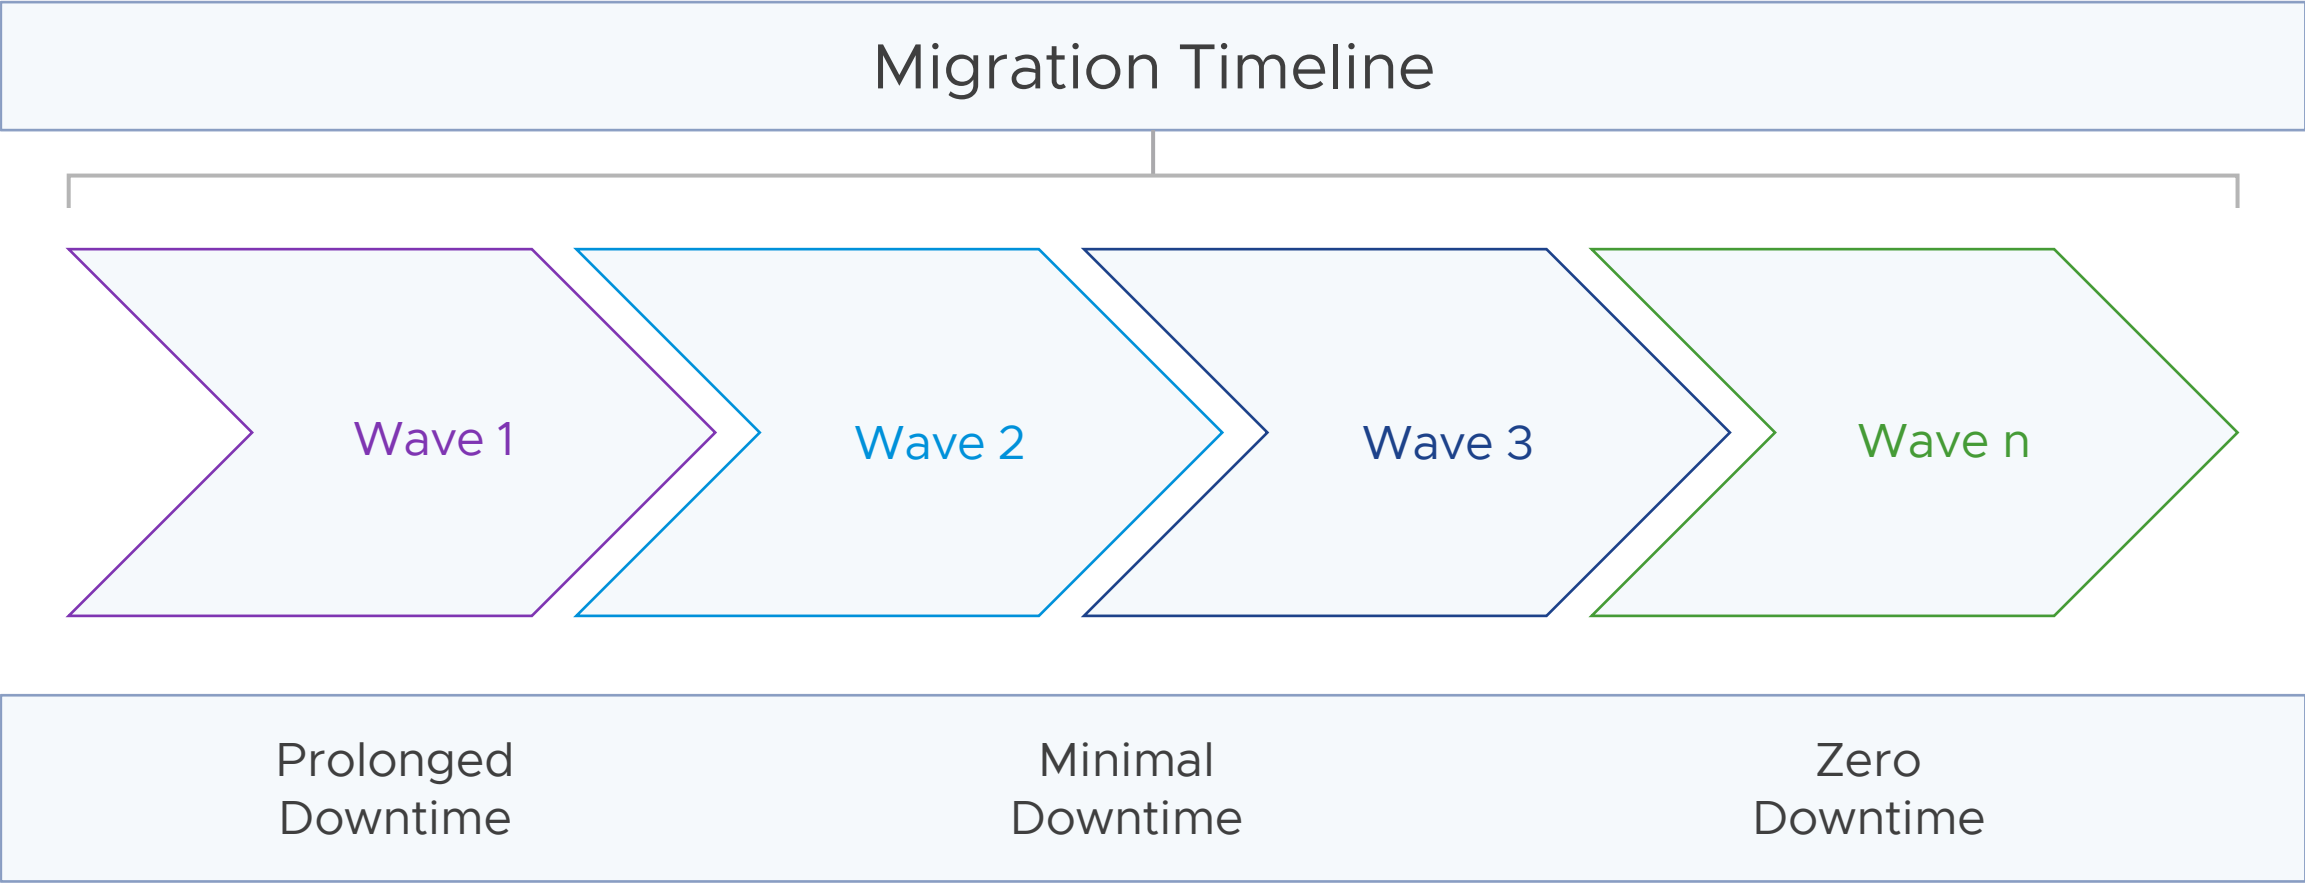 Migration Timeline
Wave 1
Wave 2
Wave 3
Wave n
Prolonged
Downtime
Minimal
Downtime
Zero
Downtime